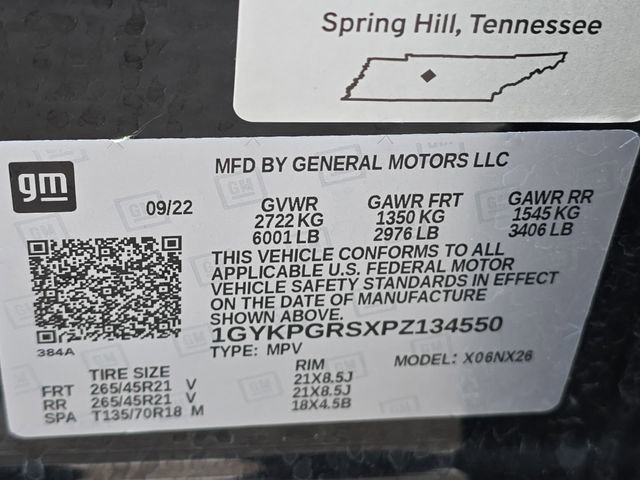 Spring Hill, Tennessee
gm
MFD BY GENERAL MOTORS LLC
09/22
GVWR GAWR FRT GAWR RR
2722 KG 1350 KG 1545 KG
6001 LB 2976 LB 3406 LB
THIS VEHICLE CONFORMS TO ALL
APPLICABLE U.S. FEDERAL MOTOR
VEHICLE SAFETY STANDARDS IN EFFECT
ON THE DATE OF MANUFACTURE
SHOWN ABOVE.
1GYKPGRSXPZ134550
384A
TYPE: MPV MODEL: X06NX26
TIRE SIZE RIM
FRT 265/45R21 V 21X8.5J
RR 265/45R21 V 21X8.5J
SPA T135/70R18 M 18X4.5B